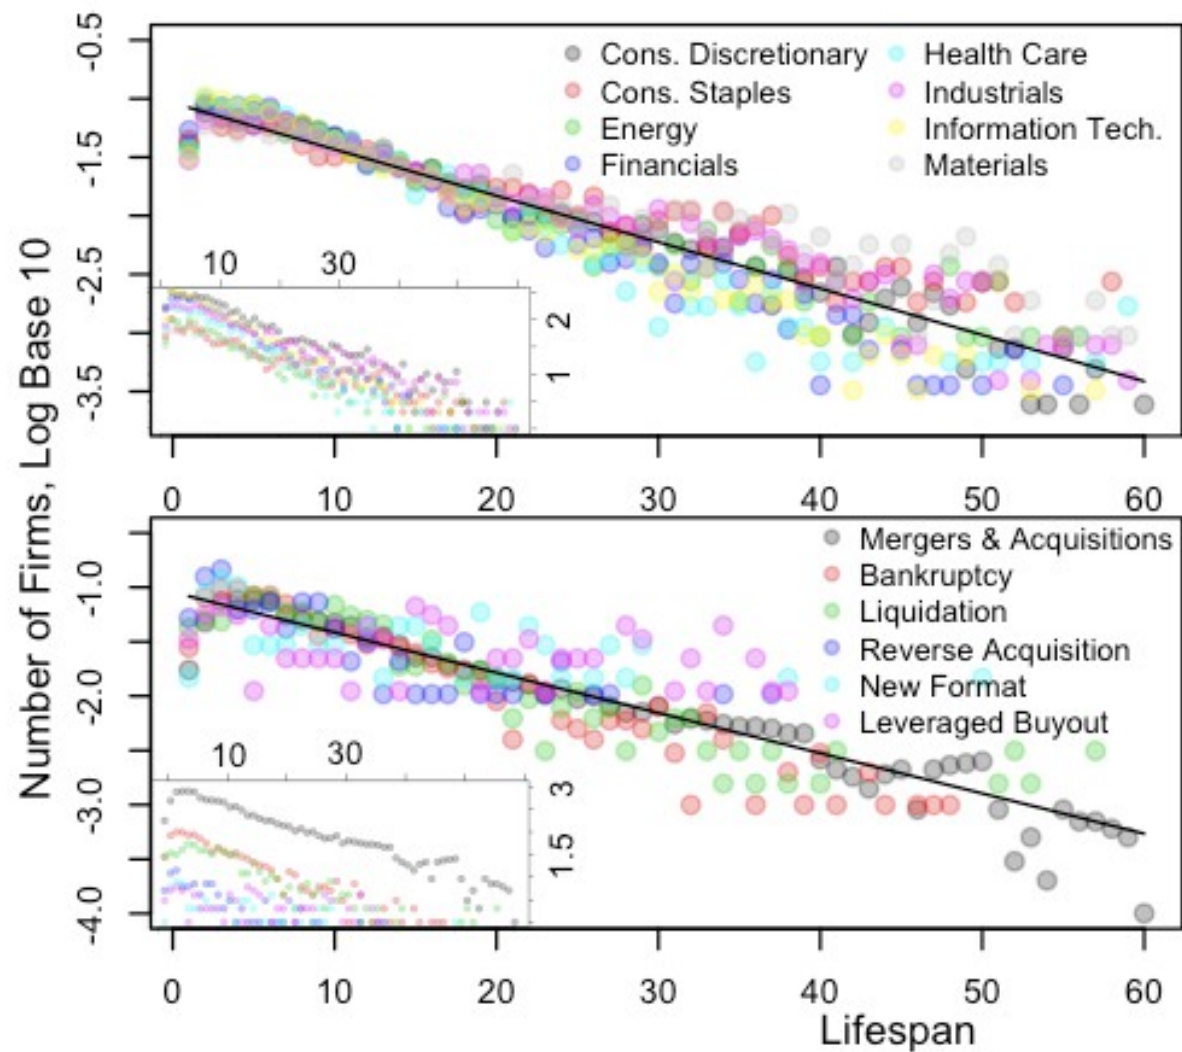 Number of Firms, Log Base 10
-0.5
-1.5
-2.5
-3.5
Cons. Discretionary
Cons. Staples
Energy
Financials
Health Care
Industrials
Information Tech.
Materials
10 30
2
1
0 10 20 30 40 50 60
-1.0
-2.0
-3.0
-4.0
Mergers & Acquisitions
Bankruptcy
Liquidation
Reverse Acquisition
New Format
Leveraged Buyout
10 30
3
1.5
0 10 20 30 40 50 60
Lifespan